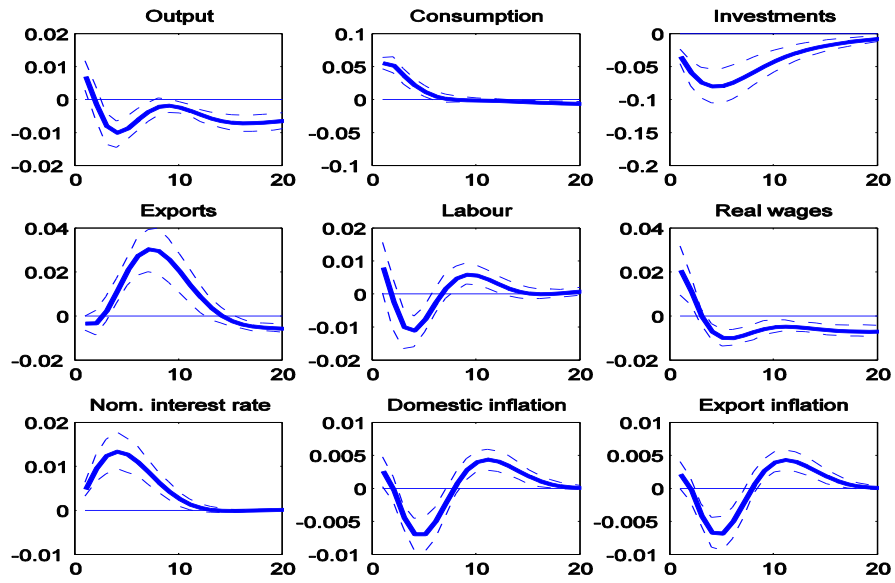 Output Consumption Investments
0.02 0.1 0
0.01 0.05 -0.05
0 0 -0.1
-0.01 -0.05 -0.15
-0.02 -0.1 -0.2
0 10 20 0 10 20 0 10 20
Exports Labour Real wages
0.04 0.02 0.04
0.02 0.01 0.02
0 0 0
-0.01
-0.02 -0.02 -0.02
0 10 20 0 10 20 0 10 20
Nom. interest rate Domestic inflation Export inflation
0.02 0.01 0.01
0.01 0.005 0.005
0 0 0
-0.005 -0.005
-0.01 -0.01 -0.01
0 10 20 0 10 20 0 10 20